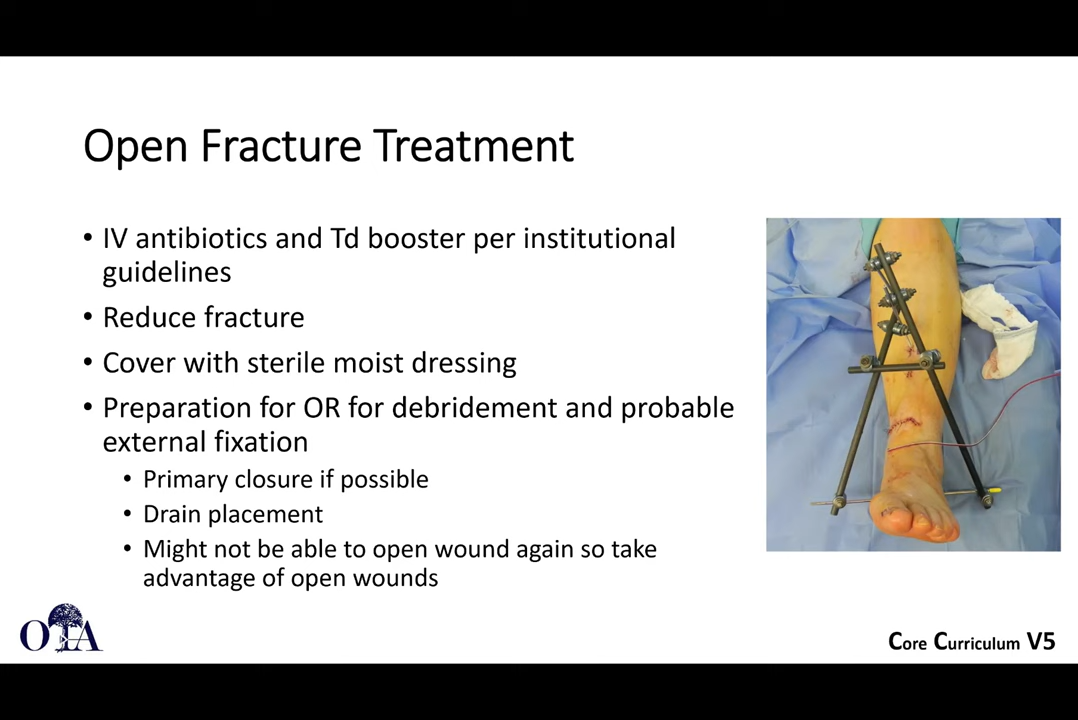 Open Fracture Treatment
• IV antibiotics and Td booster per institutional
guidelines
• Reduce fracture
• Cover with sterile moist dressing
• Preparation for OR for debridement and probable
external fixation
• Primary closure if possible
• Drain placement
• Might not be able to open wound again so take
advantage of open wounds
OTA
Core Curriculum V5